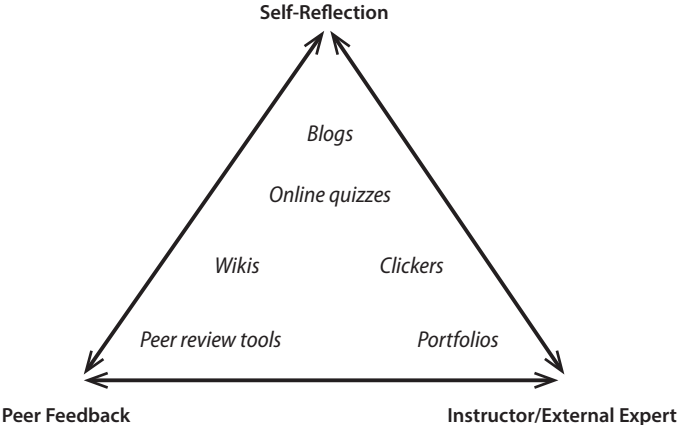 Self-Reflection
Blogs
Online quizzes
Wikis Clickers
Peer review tools Portfolios
Peer Feedback Instructor/External Expert